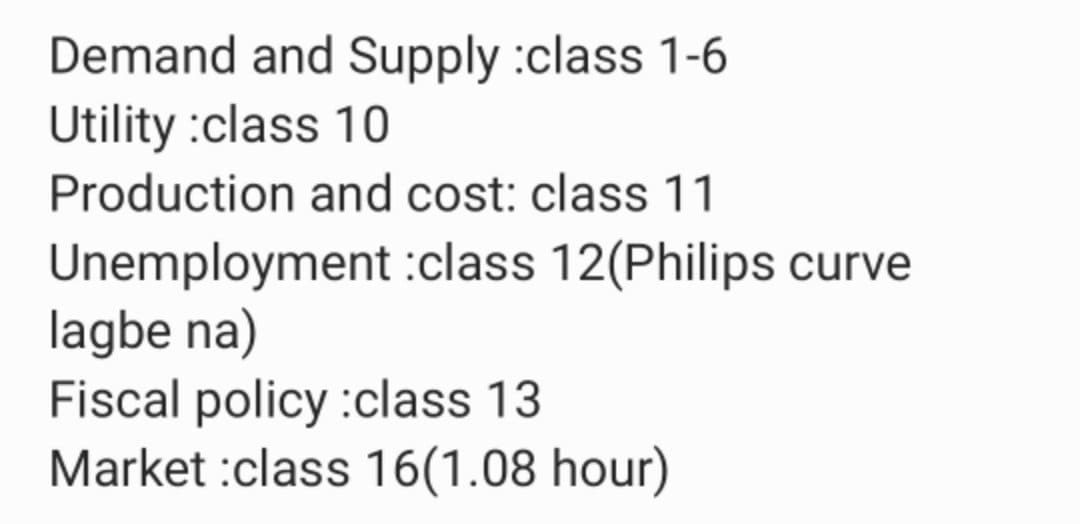 Demand and Supply :class 1-6
Utility :class 10
Production and cost: class 11
Unemployment :class 12(Philips curve
lagbe na)
Fiscal policy :class 13
Market :class 16(1.08 hour)